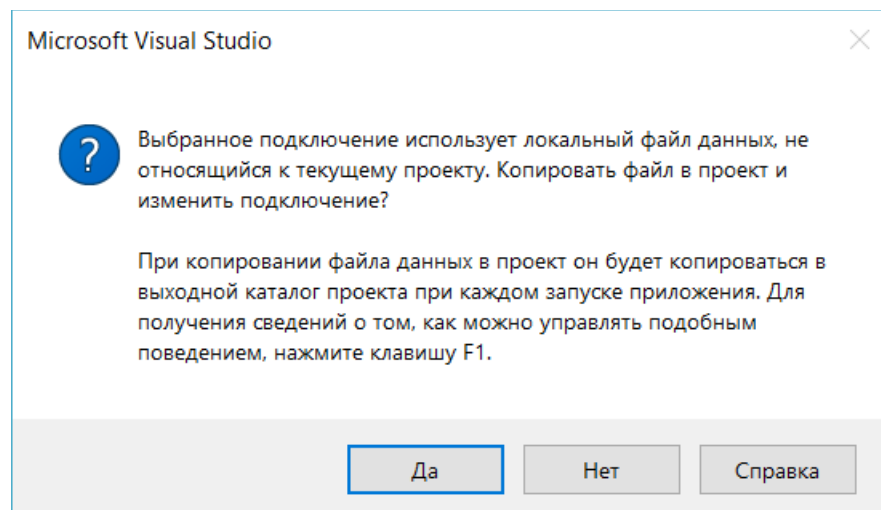 Microsoft Visual Studio
Выбранное подключение использует локальный файл данных, не
относящийся к текущему проекту. Копировать файл в проект и
изменить подключение?
При копировании файла данных в проект он будет копироваться в
выходной каталог проекта при каждом запуске приложения. Для
получения сведений о том, как можно управлять подобным
поведением, нажмите клавишу F1.
Да Нет Справка